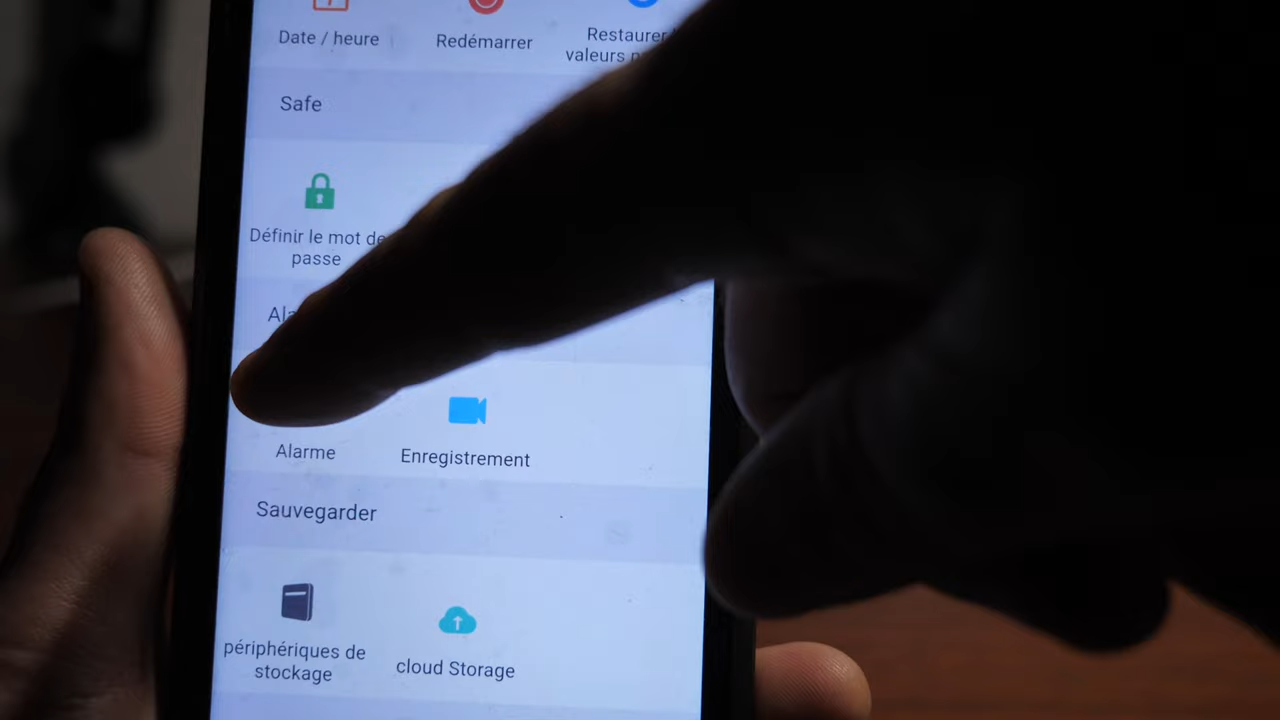 Date / heure
Redémarrer
Restaurer
valeurs
Safe
Définir le mot de
passe
Alarme
Enregistrement
Sauvegarder
périphériques de
stockage
cloud Storage